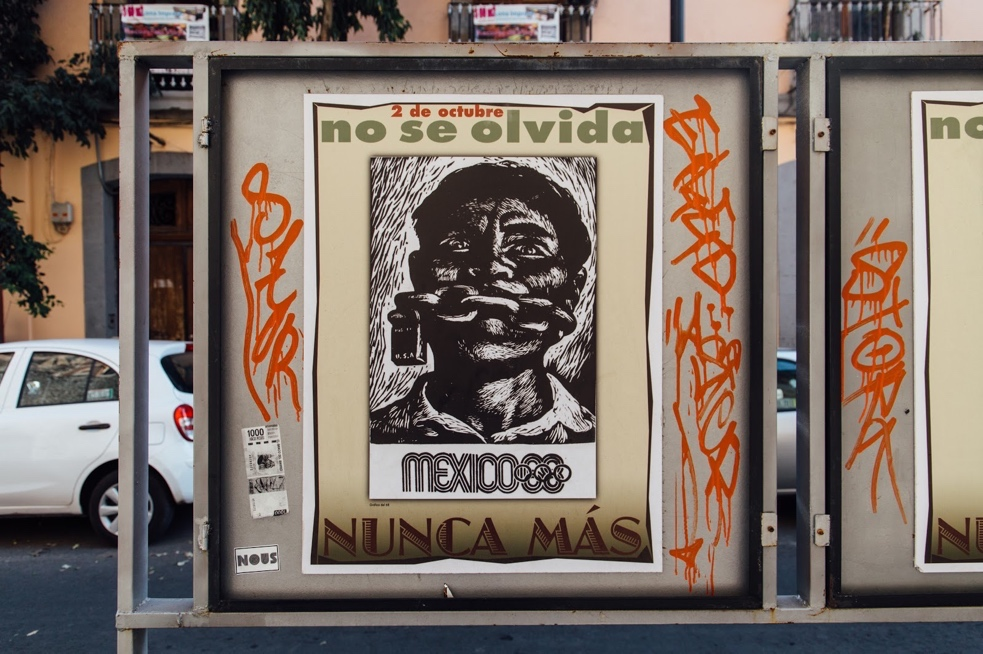 2 de octubre
no se olvida
U.S.A
MEXICO68
NUNCA MÁS
1000
NOUS
no
NU